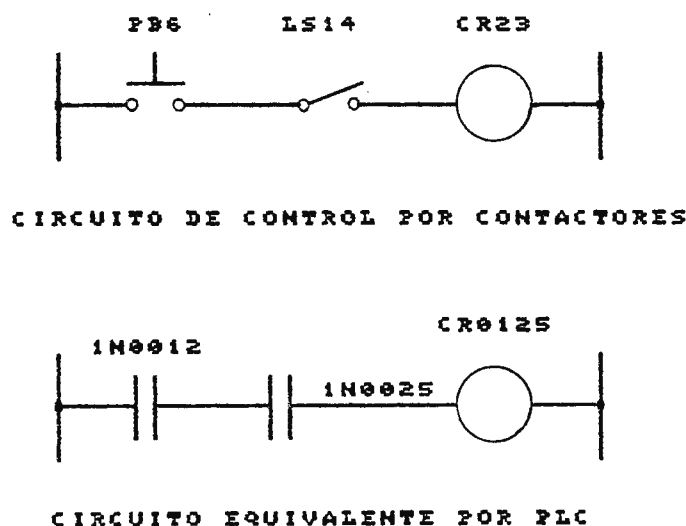 PB6 LS14 CR23
CIRCUITO DE CONTROL POR CONTACTORES
CR0125
1N0012
1N0025
CIRCUITO EQUIVALENTE POR PLC